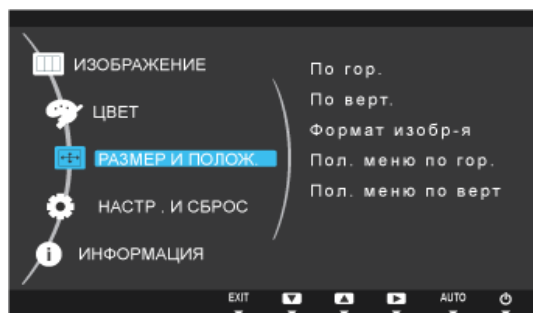 ИЗОБРАЖЕНИЕ
ЦВЕТ
РАЗМЕР И ПОЛОЖ.
НАСТР . И СБРОС
ИНФОРМАЦИЯ
По гор.
По верт.
Формат изобр-я
Пол. меню по гор.
Пол. меню по верт
EXIT AUTO